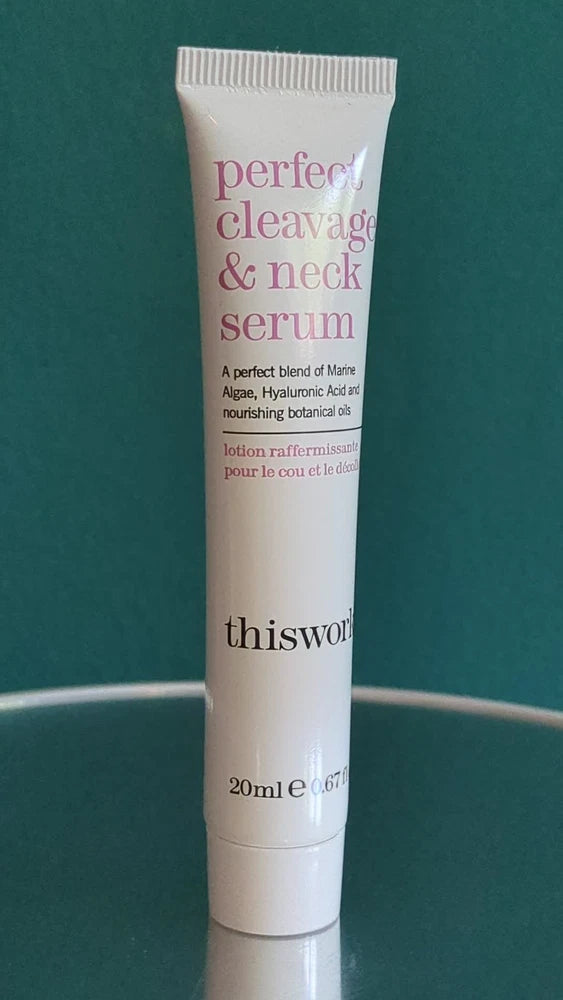 perfect
cleavage
& neck
serum
A perfect blend of Marine
Algae, Hyaluronic Acid and
nourishing botanical oils
lotion raffermissante
pour le cou et le
20ml e 0.67